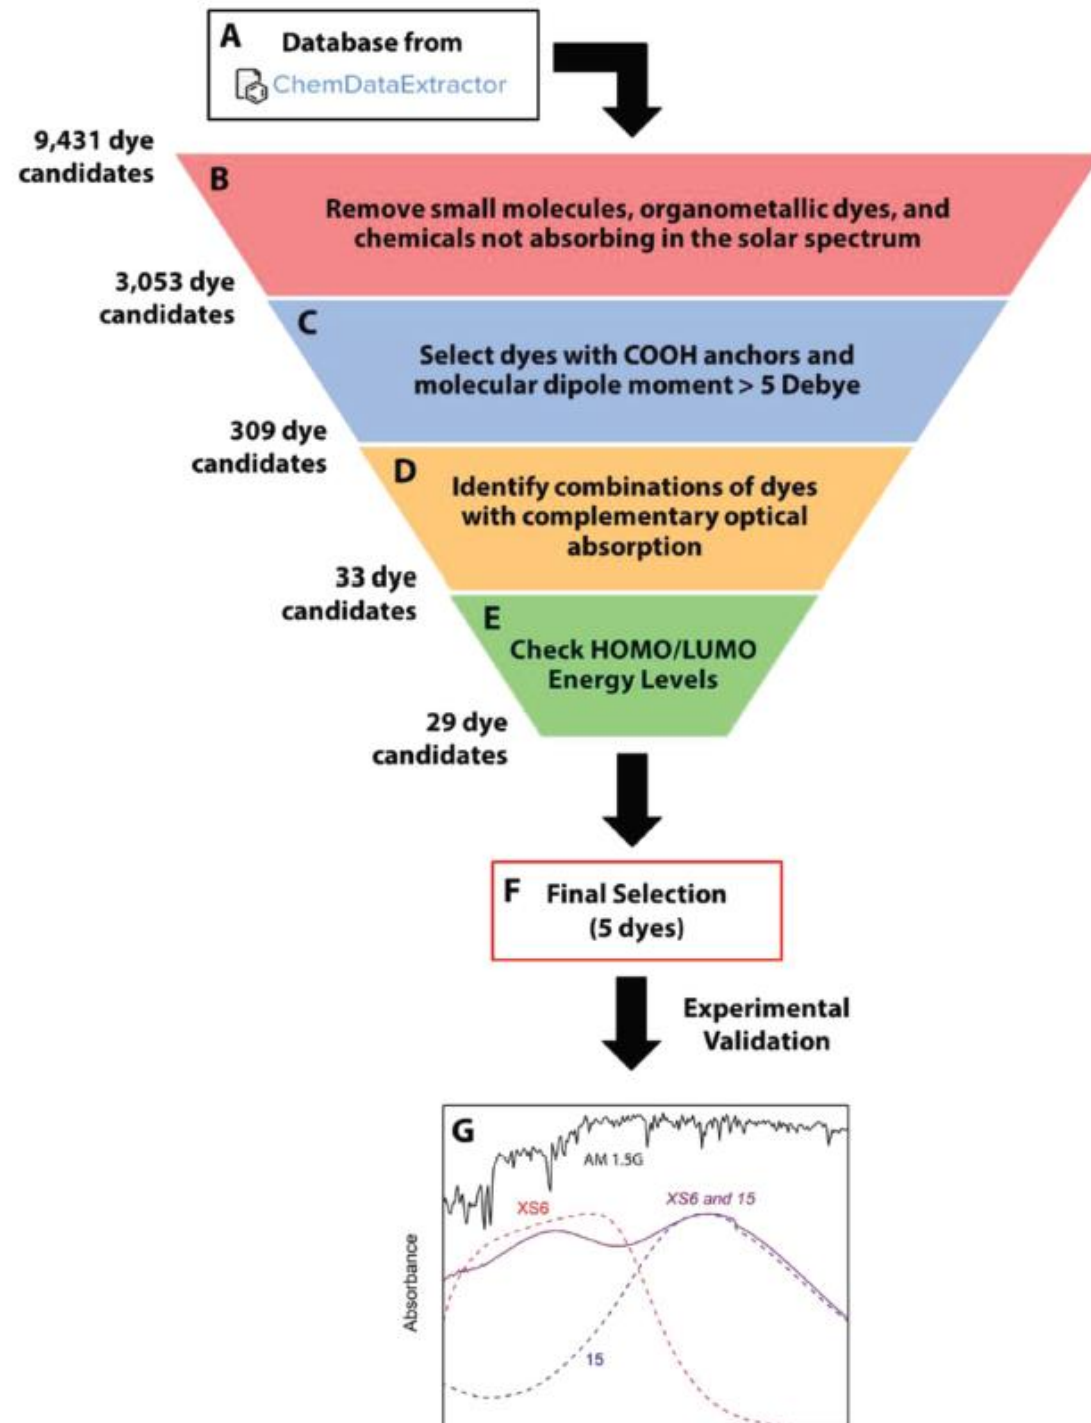 A
Database from
ChemDataExtractor
9,431 dye
candidates
B
Remove small molecules, organometallic dyes, and
chemicals not absorbing in the solar spectrum
3,053 dye
candidates
C
Select dyes with COOH anchors and
molecular dipole moment > 5 Debye
309 dye
candidates
D
Identify combinations of dyes
with complementary optical
absorption
33 dye
candidates
E
Check HOMO/LUMO
Energy Levels
29 dye
candidates
F
Final Selection
(5 dyes)
Experimental
Validation
G
AM 1.5G
XS6
XS6 and 15
Absorbance
15